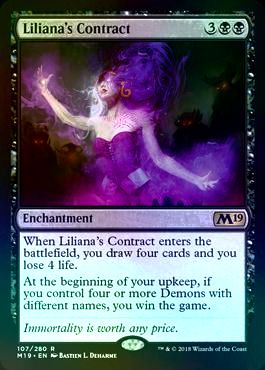 Liliana's Contract 3
Enchantment M19
When Liliana's Contract enters the
battlefield, you draw four cards and you
lose 4 life.
At the beginning of your upkeep, if
you control four or more Demons with
different names, you win the game.
Immortality is worth any price.
107/280 R
M19 • EN Bastien L. Deharme
™ & © 2018 Wizards of the Coast